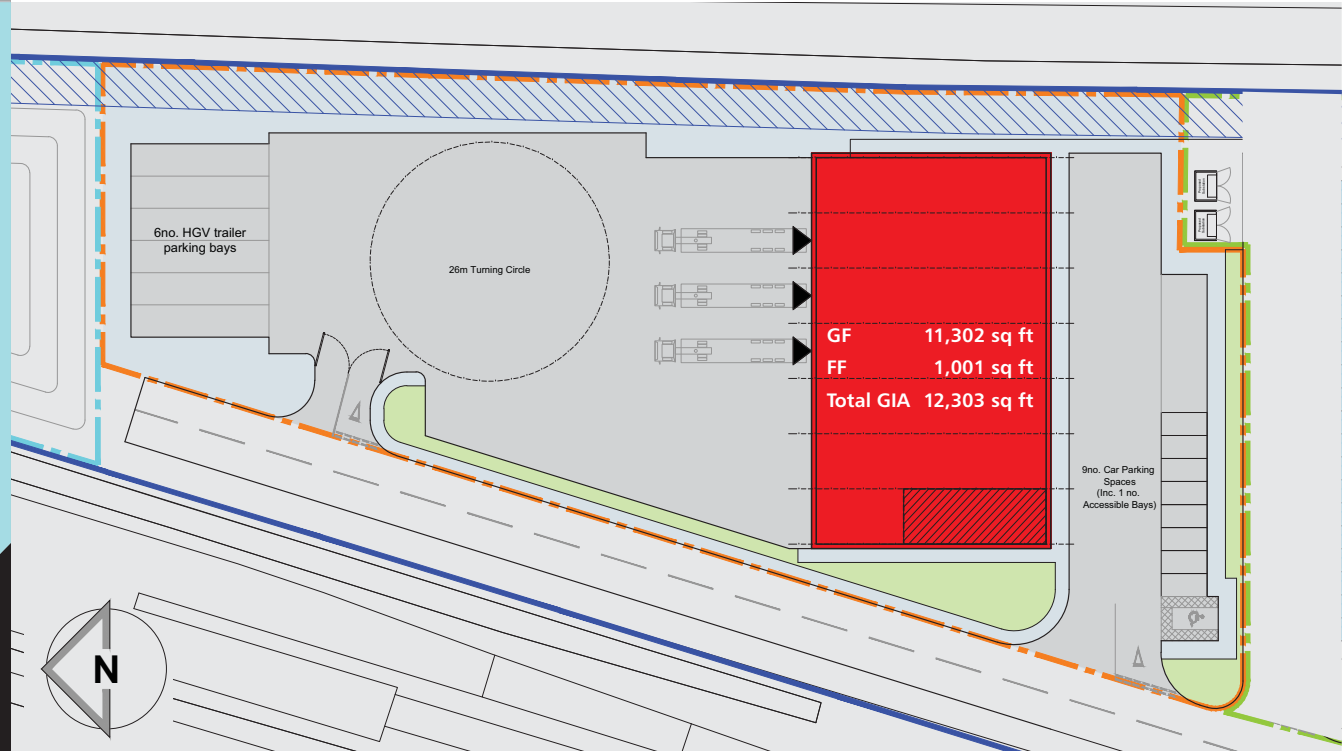 6no. HGV trailer
parking bays
26m Turning Circle
GF 11,302 sq ft
FF 1,001 sq ft
Total GIA 12,303 sq ft
9no. Car Parking
Spaces
(Inc. 1 no.
Accessible Bays)
N